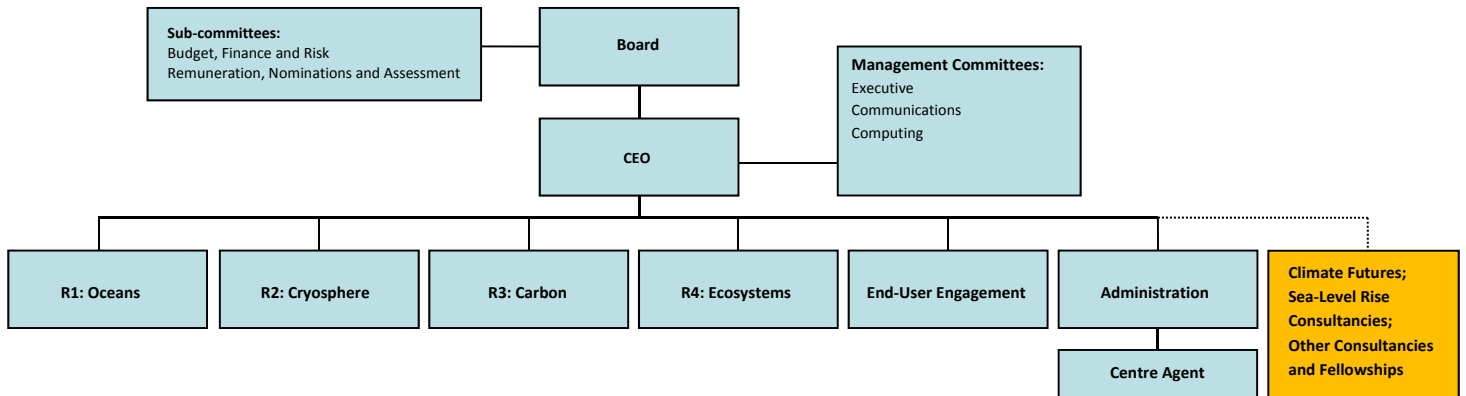 Sub-committees:
Budget, Finance and Risk
Remuneration, Nominations and Assessment
Board
Management Committees:
Executive
Communications
Computing
CEO
R1: Oceans
R2: Cryosphere
R3: Carbon
R4: Ecosystems
End-User Engagement
Administration
Climate Futures;
Sea-Level Rise
Consultancies;
Other Consultancies
and Fellowships
Centre Agent